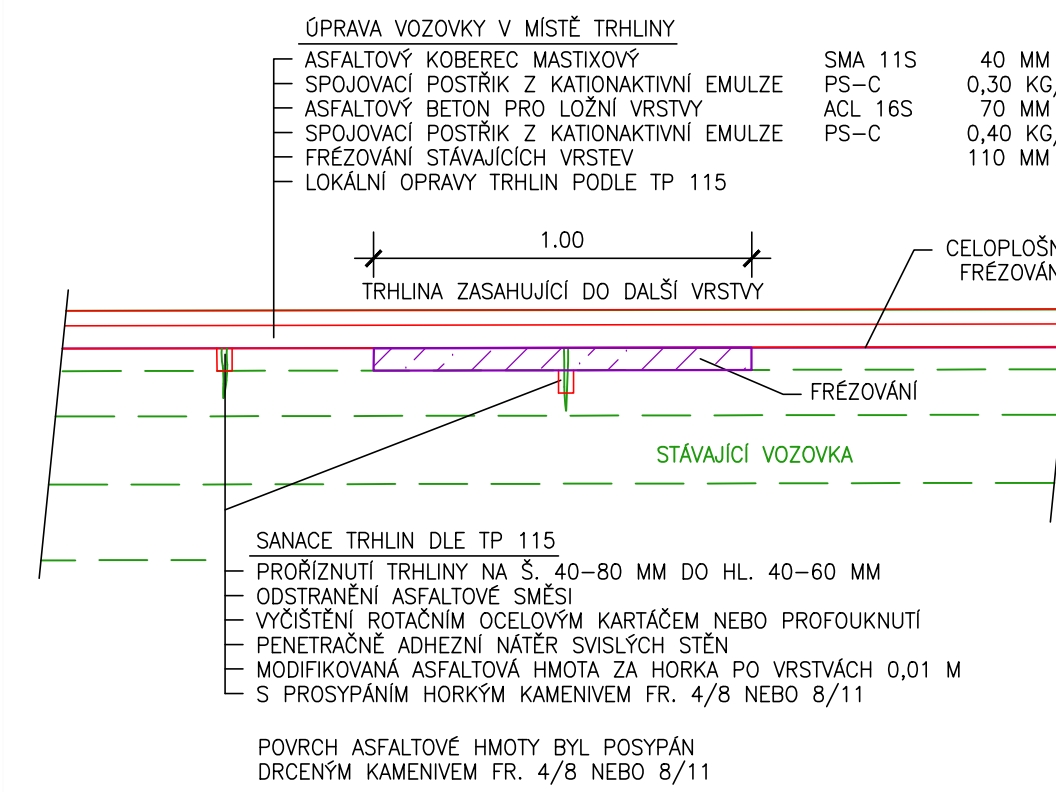 ÚPRAVA VOZOVKY V MÍSTĚ TRHLINY
ASFALTOVÝ KOBEREC MASTIXOVÝ SMA 11S 40 MM
SPOJOVACÍ POSTŘIK Z KATIONAKTIVNÍ EMULZE PS-C 0,30 KG/
ASFALTOVÝ BETON PRO LOŽNÍ VRSTVY ACL 16S 70 MM
SPOJOVACÍ POSTŘIK Z KATIONAKTIVNÍ EMULZE PS-C 0,40 KG/
FRÉZOVÁNÍ STÁVAJÍCÍCH VRSTEV 110 MM
LOKÁLNÍ OPRAVY TRHLIN PODLE TP 115
1.00
CELOPLOŠN
FRÉZOVÁN
TRHLINA ZASAHUJÍCÍ DO DALŠÍ VRSTVY
FRÉZOVÁNÍ
STÁVAJÍCÍ VOZOVKA
SANACE TRHLIN DLE TP 115
PROŘÍZNUTÍ TRHLINY NA Š. 40-80 MM DO HL. 40-60 MM
ODSTRANĚNÍ ASFALTOVÉ SMĚSI
VYČIŠTĚNÍ ROTAČNÍM OCELOVÝM KARTÁČEM NEBO PROFOUKNUTÍ
PENETRAČNĚ ADHEZNÍ NÁTĚR SVISLÝCH STĚN
MODIFIKOVANÁ ASFALTOVÁ HMOTA ZA HORKA PO VRSTVÁCH 0,01 M
S PROSYPÁNÍM HORKÝM KAMENIVEM FR. 4/8 NEBO 8/11
POVRCH ASFALTOVÉ HMOTY BYL POSYPÁN
DRCENÝM KAMENIVEM FR. 4/8 NEBO 8/11